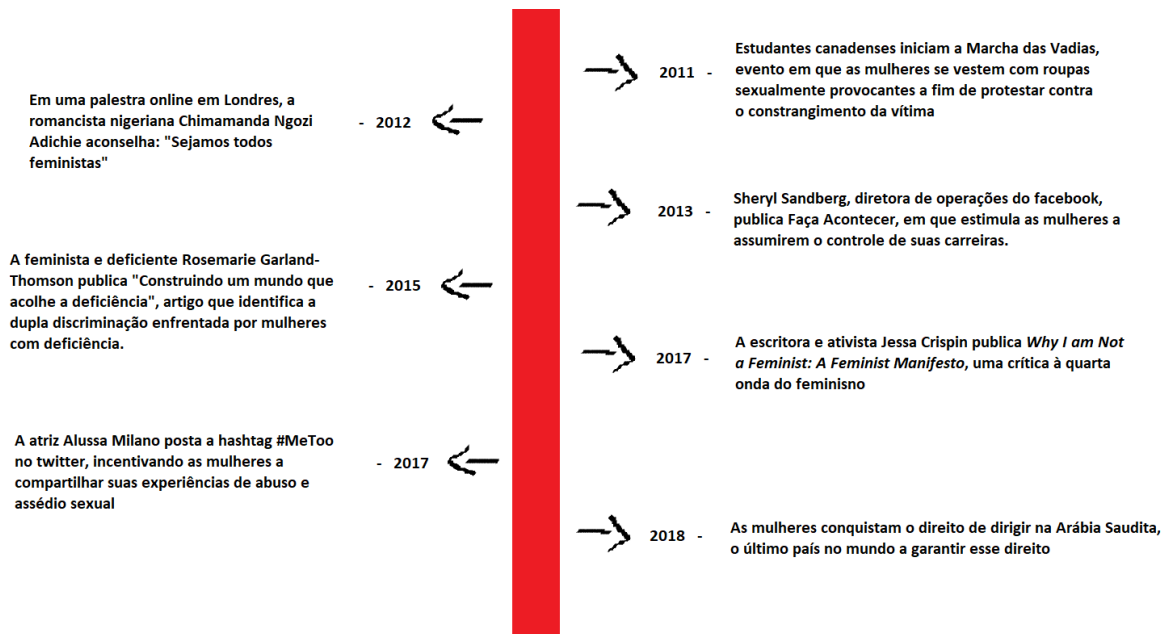 2011 -
Estudantes canadenses iniciam a Marcha das Vadias,
evento em que as mulheres se vestem com roupas
sexualmente provocantes a fim de protestar contra
o constrangimento da vítima
Em uma palestra online em Londres, a
romancista nigeriana Chimamanda Ngozi
Adichie aconselha: "Sejamos todos
feministas"
- 2012
2013 -
Sheryl Sandberg, diretora de operações do facebook,
publica Faça Acontecer, em que estimula as mulheres a
assumirem o controle de suas carreiras.
A feminista e deficiente Rosemarie Garland-
Thomson publica "Construindo um mundo que
acolhe a deficiência", artigo que identifica a
dupla discriminação enfrentada por mulheres
com deficiência.
- 2015
2017 -
A escritora e ativista Jessa Crispin publica Why I am Not
a Feminist: A Feminist Manifesto, uma crítica à quarta
onda do feminisno
A atriz Alussa Milano posta a hashtag #MeToo
no twitter, incentivando as mulheres a
compartilhar suas experiências de abuso e
assédio sexual
- 2017
2018 -
As mulheres conquistam o direito de dirigir na Arábia Saudita,
o último país no mundo a garantir esse direito